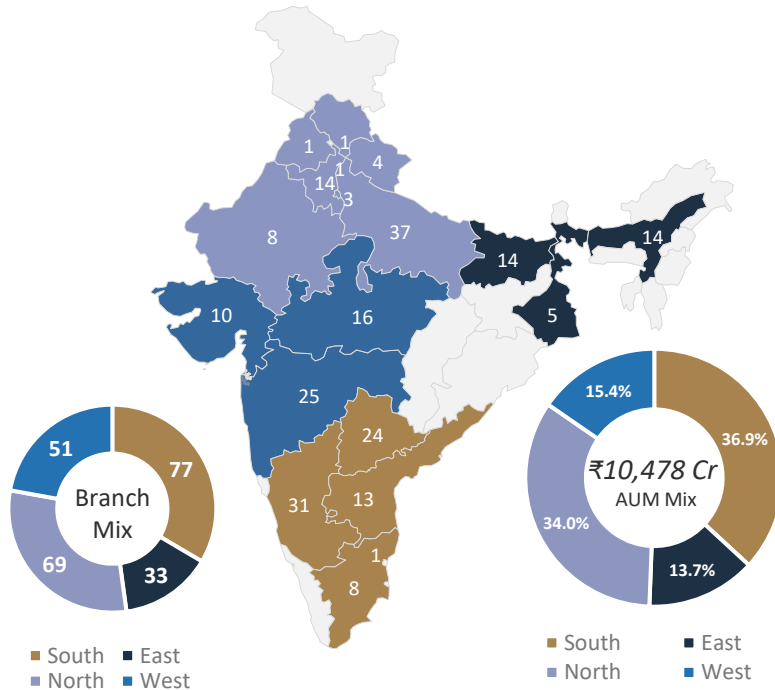 1
1
4
1
14
3
8
37
14
14
10
16
5
25
24
31
13
1
8
51
77
69
33
Branch
Mix
South
East
North
West
15.4%
36.9%
34.0%
13.7%
₹10,478 Cr
AUM Mix
South
East
North
West